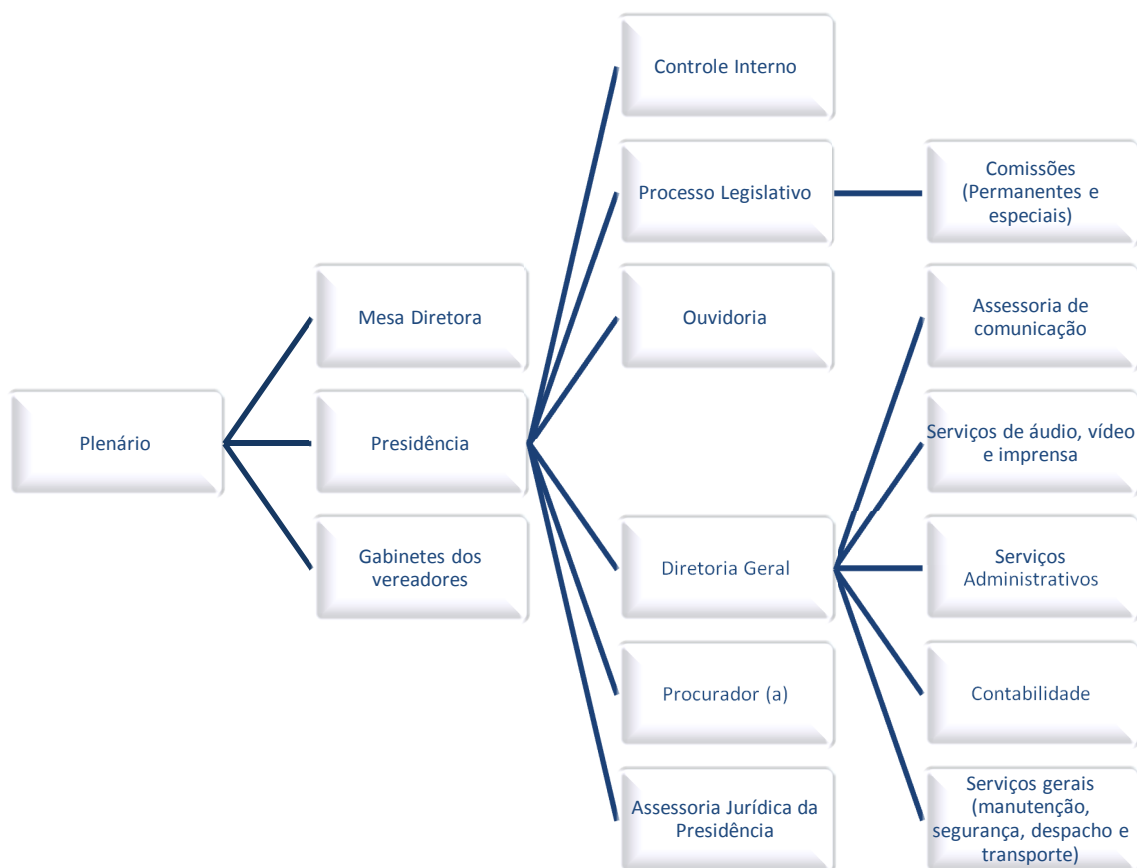 Plenário
Mesa Diretora
Presidência
Gabinetes dos
vereadores
Controle Interno
Processo Legislativo
Ouvidoria
Diretoria Geral
Procurador (a)
Assessoria Jurídica da
Presidência
Comissões
(Permanentes e
especiais)
Assessoria de
comunicação
Serviços de áudio, vídeo
e imprensa
Serviços
Administrativos
Contabilidade
Serviços gerais
(manutenção,
segurança, despacho e
transporte)